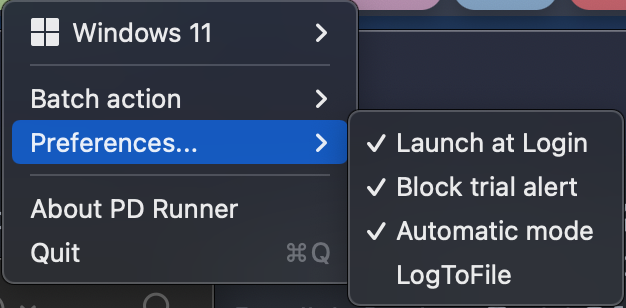 Windows 11
Batch action
Preferences...
Launch at Login
Block trial alert
Automatic mode
LogToFile
About PD Runner
Quit ⌘Q